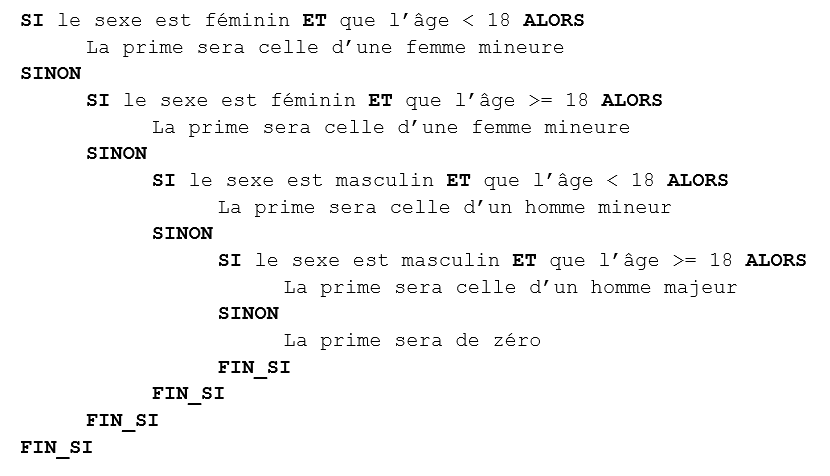 SI le sexe est féminin ET que l’âge < 18 ALORS
La prime sera celle d’une femme mineure
SINON
SI le sexe est féminin ET que l’âge >= 18 ALORS
La prime sera celle d’une femme mineure
SINON
SI le sexe est masculin ET que l’âge < 18 ALORS
La prime sera celle d’un homme mineur
SINON
SI le sexe est masculin ET que l’âge >= 18 ALORS
La prime sera celle d’un homme majeur
SINON
La prime sera de zéro
FIN_SI
FIN_SI
FIN_SI
FIN_SI